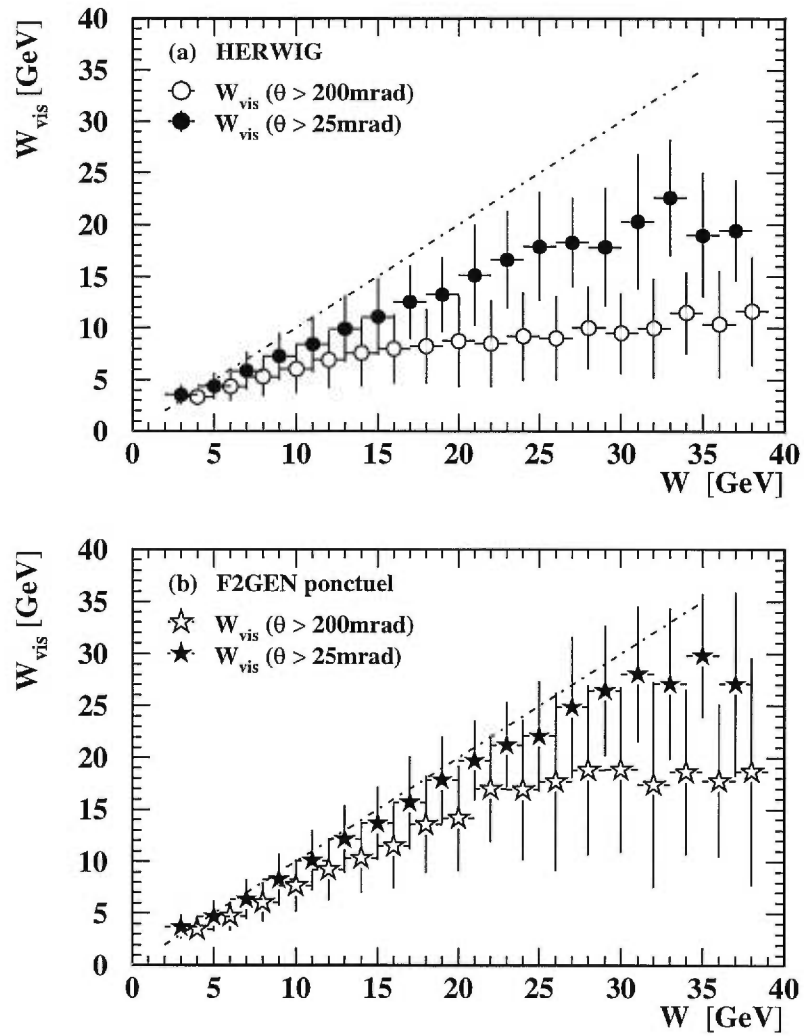 W_vis [GeV]
40
35
30
25
20
15
10
5
0
(a) HERWIG
W_vis (θ > 200mrad)
W_vis (θ > 25mrad)
0 5 10 15 20 25 30 35 40
W [GeV]
W_vis [GeV]
40
35
30
25
20
15
10
5
0
(b) F2GEN ponctuel
W_vis (θ > 200mrad)
W_vis (θ > 25mrad)
0 5 10 15 20 25 30 35 40
W [GeV]